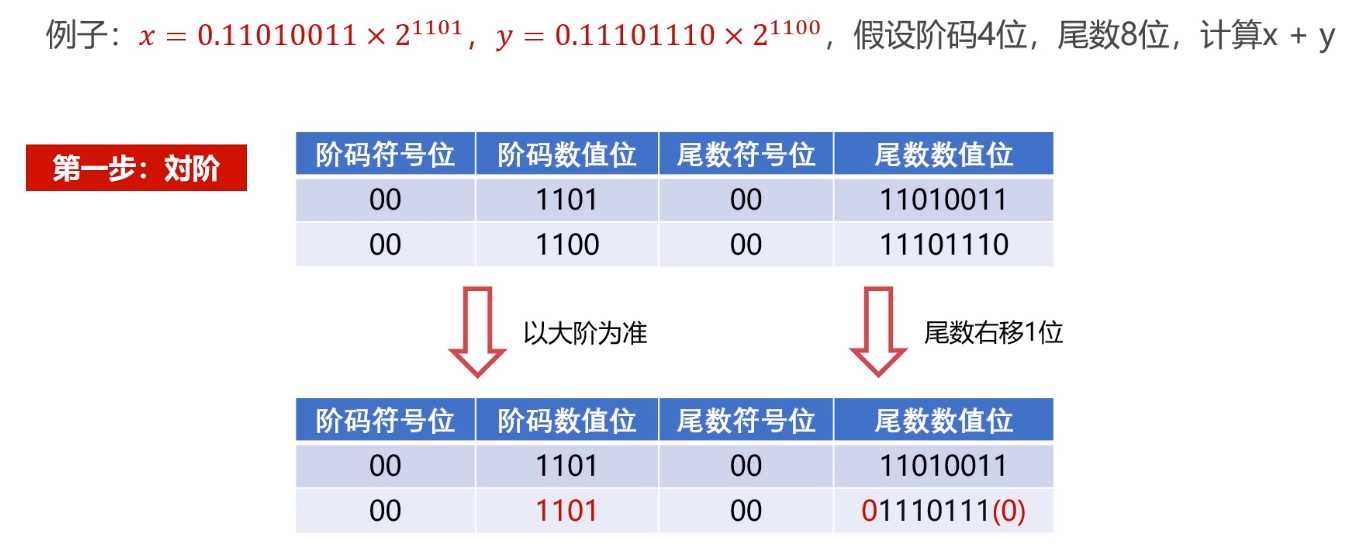 例子：x = 0.11010011 × 2^1101，y = 0.11101110 × 2^1100，假设阶码4位，尾数8位，计算x + y
第一步：对阶
阶码符号位 阶码数值位 尾数符号位 尾数数值位
00 1101 00 11010011
00 1100 00 11101110
以大阶为准 尾数右移1位
阶码符号位 阶码数值位 尾数符号位 尾数数值位
00 1101 00 11010011
00 1101 00 01110111(0)